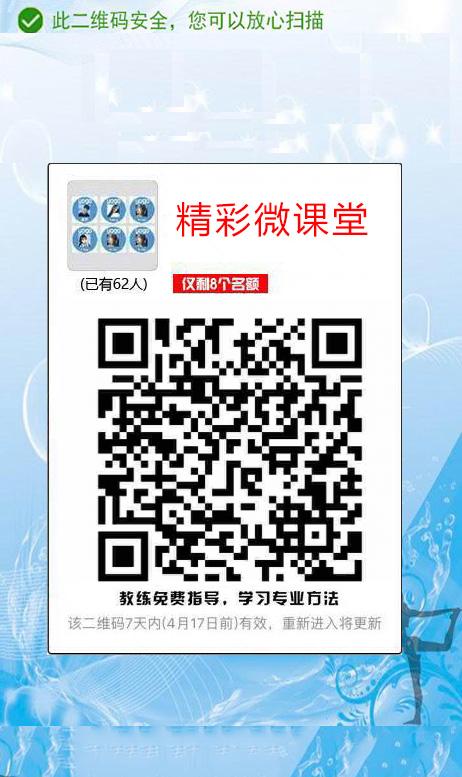 此二维码安全，您可以放心扫描
精彩微课堂
(已有62人)
仅剩8个名额
教练免费指导，学习专业方法
该二维码7天内(4月17日前)有效，重新进入将更新